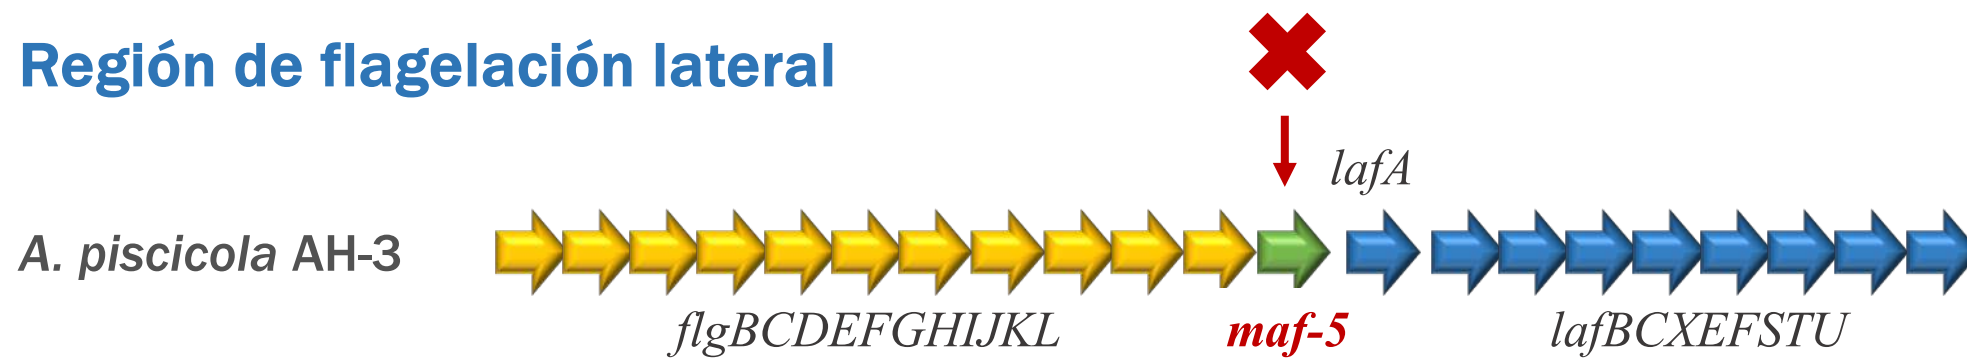 Región de flagelación lateral
lafA
A. piscicola AH-3
flgBCDEFGHIJKL
maf-5
lafBCXEFSTU